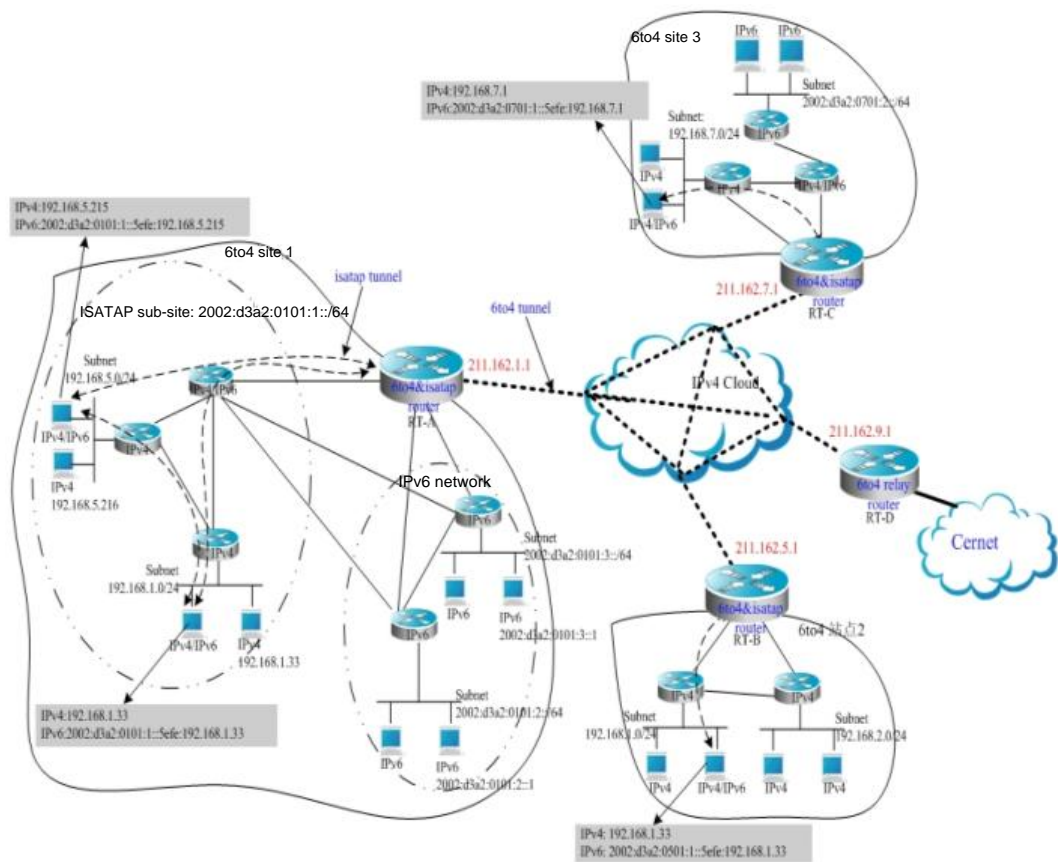 6to4 site 3
IPv6
IPv6
Subnet
2002:d3a2:0701:2::/64
IPv4:192.168.7.1
IPv6:2002:d3a2:0701:1::5efe:192.168.7.1
Subnet:
192.168.7.0/24
IPv6
IPv4
IPv4
IPv4/IPv6
IPv4/IPv6
6to4&isatap
router
RT-C
211.162.7.1
IPv4:192.168.5.215
IPv6:2002:d3a2:0101:1::5efe:192.168.5.215
6to4 site 1
isatap tunnel
6to4 tunnel
ISATAP sub-site: 2002:d3a2:0101:1::/64
Subnet
192.168.5.0/24
IPv4/IPv6
211.162.1.1
6to4&isatap
router
RT-A
IPv4 Cloud
IPv4/IPv6
IPv4
IPv4
192.168.5.216
211.162.9.1
6to4 relay
router
RT-D
Cernet
IPv6 network
IPv6
Subnet
2002:d3a2:0101:3::/64
IPv4
Subnet
192.168.1.0/24
IPv6
IPv6
2002:d3a2:0101:3::1
211.162.5.1
6to4&isatap
router
RT-B
6to4 站点2
IPv4/IPv6
IPv4
192.168.1.33
IPv6
Subnet
2002:d3a2:0101:2::/64
IPv4:192.168.1.33
IPv6:2002:d3a2:0101:1::5efe:192.168.1.33
IPv6
IPv6
2002:d3a2:0101:2::1
IPv4
IPv4
Subnet
192.168.1.0/24
Subnet
192.168.2.0/24
IPv4
IPv4/IPv6
IPv4
IPv4
IPv4: 192.168.1.33
IPv6: 2002:d3a2:0501:1::5efe:192.168.1.33